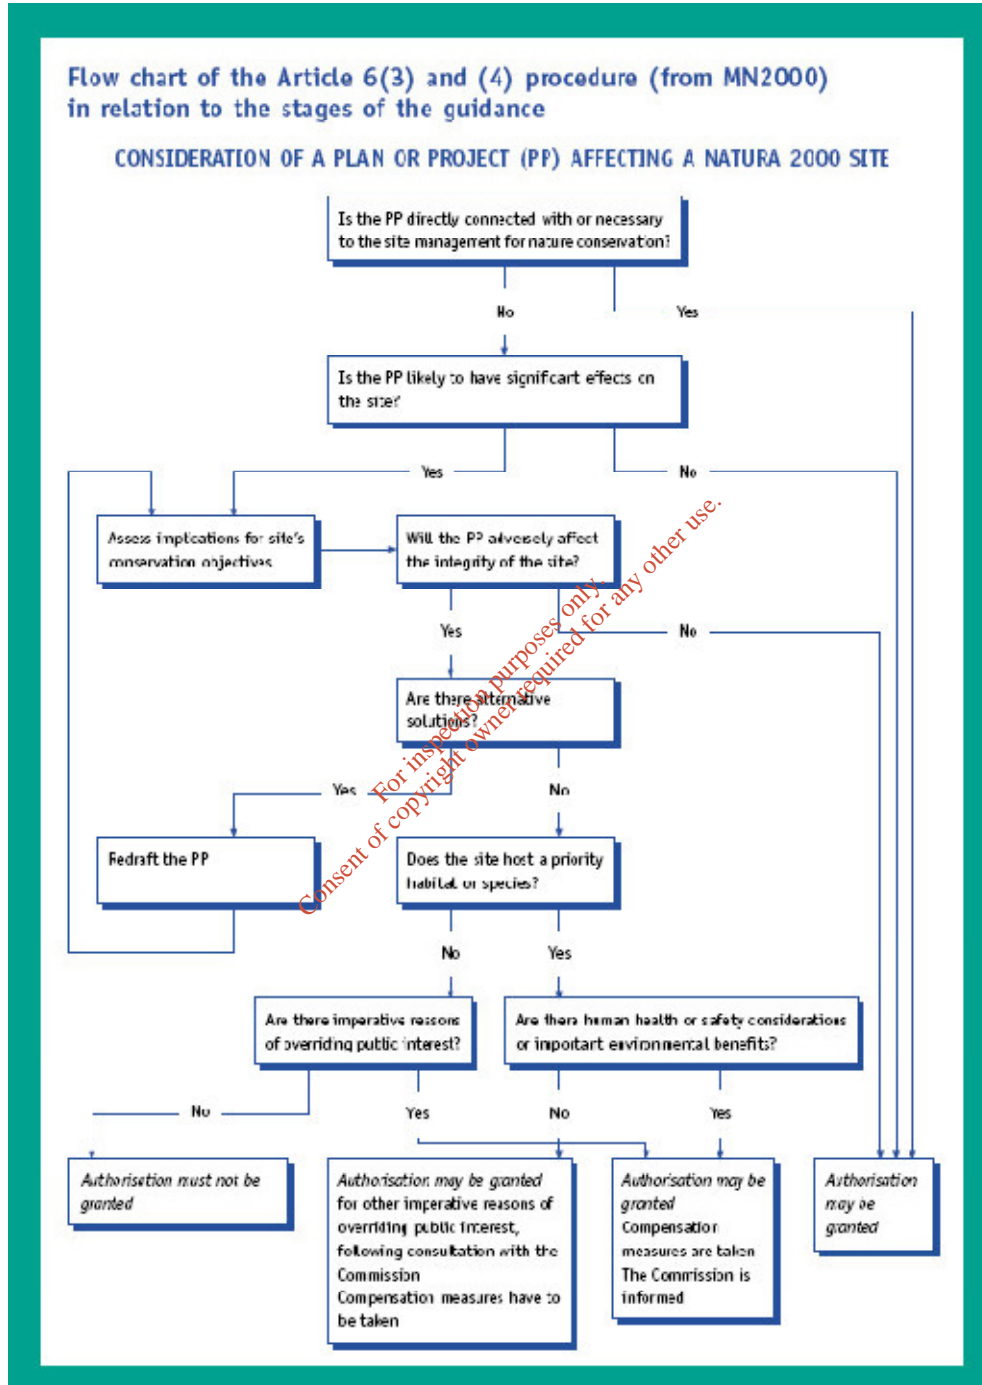 Flow chart of the Article 6(3) and (4) procedure (from MN2000)
in relation to the stages of the guidance
CONSIDERATION OF A PLAN OR PROJECT (PP) AFFECTING A NATURA 2000 SITE
Is the PP directly connected with or necessary
to the site management for nature conservation?
No
Yes
Is the PP likely to have significant effects on
the site?
Yes
No
Assess implications for site's
conservation objectives
Will the PP adversely affect
the integrity of the site?
Yes
No
Are there alternative
solutions?
Yes
No
Redraft the PP
Does the site host a priority
habitat or species?
No
Yes
Are there imperative reasons
of overriding public interest?
Are there human health or safety considerations
or important environmental benefits?
No
Yes
No
Yes
Authorisation must not be
granted
Authorisation may be granted
for other imperative reasons of
overriding public interest,
following consultation with the
Commission
Compensation measures have to
be taken
Authorisation may be
granted
Compensation
measures are taken
The Commission is
informed
Authorisation
may be
granted
For inspection purposes only.
Consent of copyright owner required for any other use.